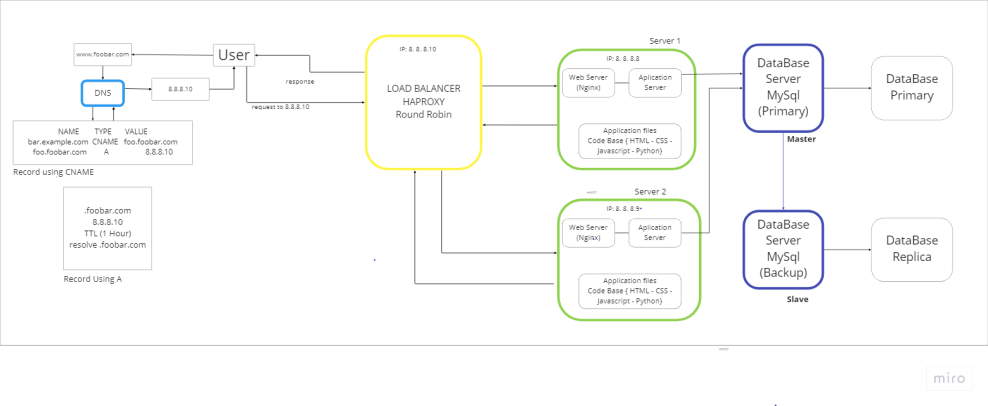 www.foobar.com
User
DNS
8.8.8.10
response
request to 8.8.8.10
NAME TYPE VALUE
bar.example.com CNAME foo.foobar.com
foo.foobar.com A 8.8.8.10
Record using CNAME
.foobar.com
8.8.8.10
TTL (1 Hour)
resolve .foobar.com
Record Using A
IP: 8. 8. 8.10
LOAD BALANCER
HAPROXY
Round Robin
Server 1
IP: 8. 8. 8.8
Web Server
(Nginx)
Aplication
Server
Application files
Code Base { HTML - CSS -
Javascript - Python}
Server 2
IP: 8. 8. 8.9+
Web Server
(Nginx)
Aplication
Server
Application files
Code Base { HTML - CSS -
Javascript - Python}
DataBase
Server
MySql
(Primary)
Master
DataBase
Primary
DataBase
Server
MySql
(Backup)
Slave
DataBase
Replica
miro